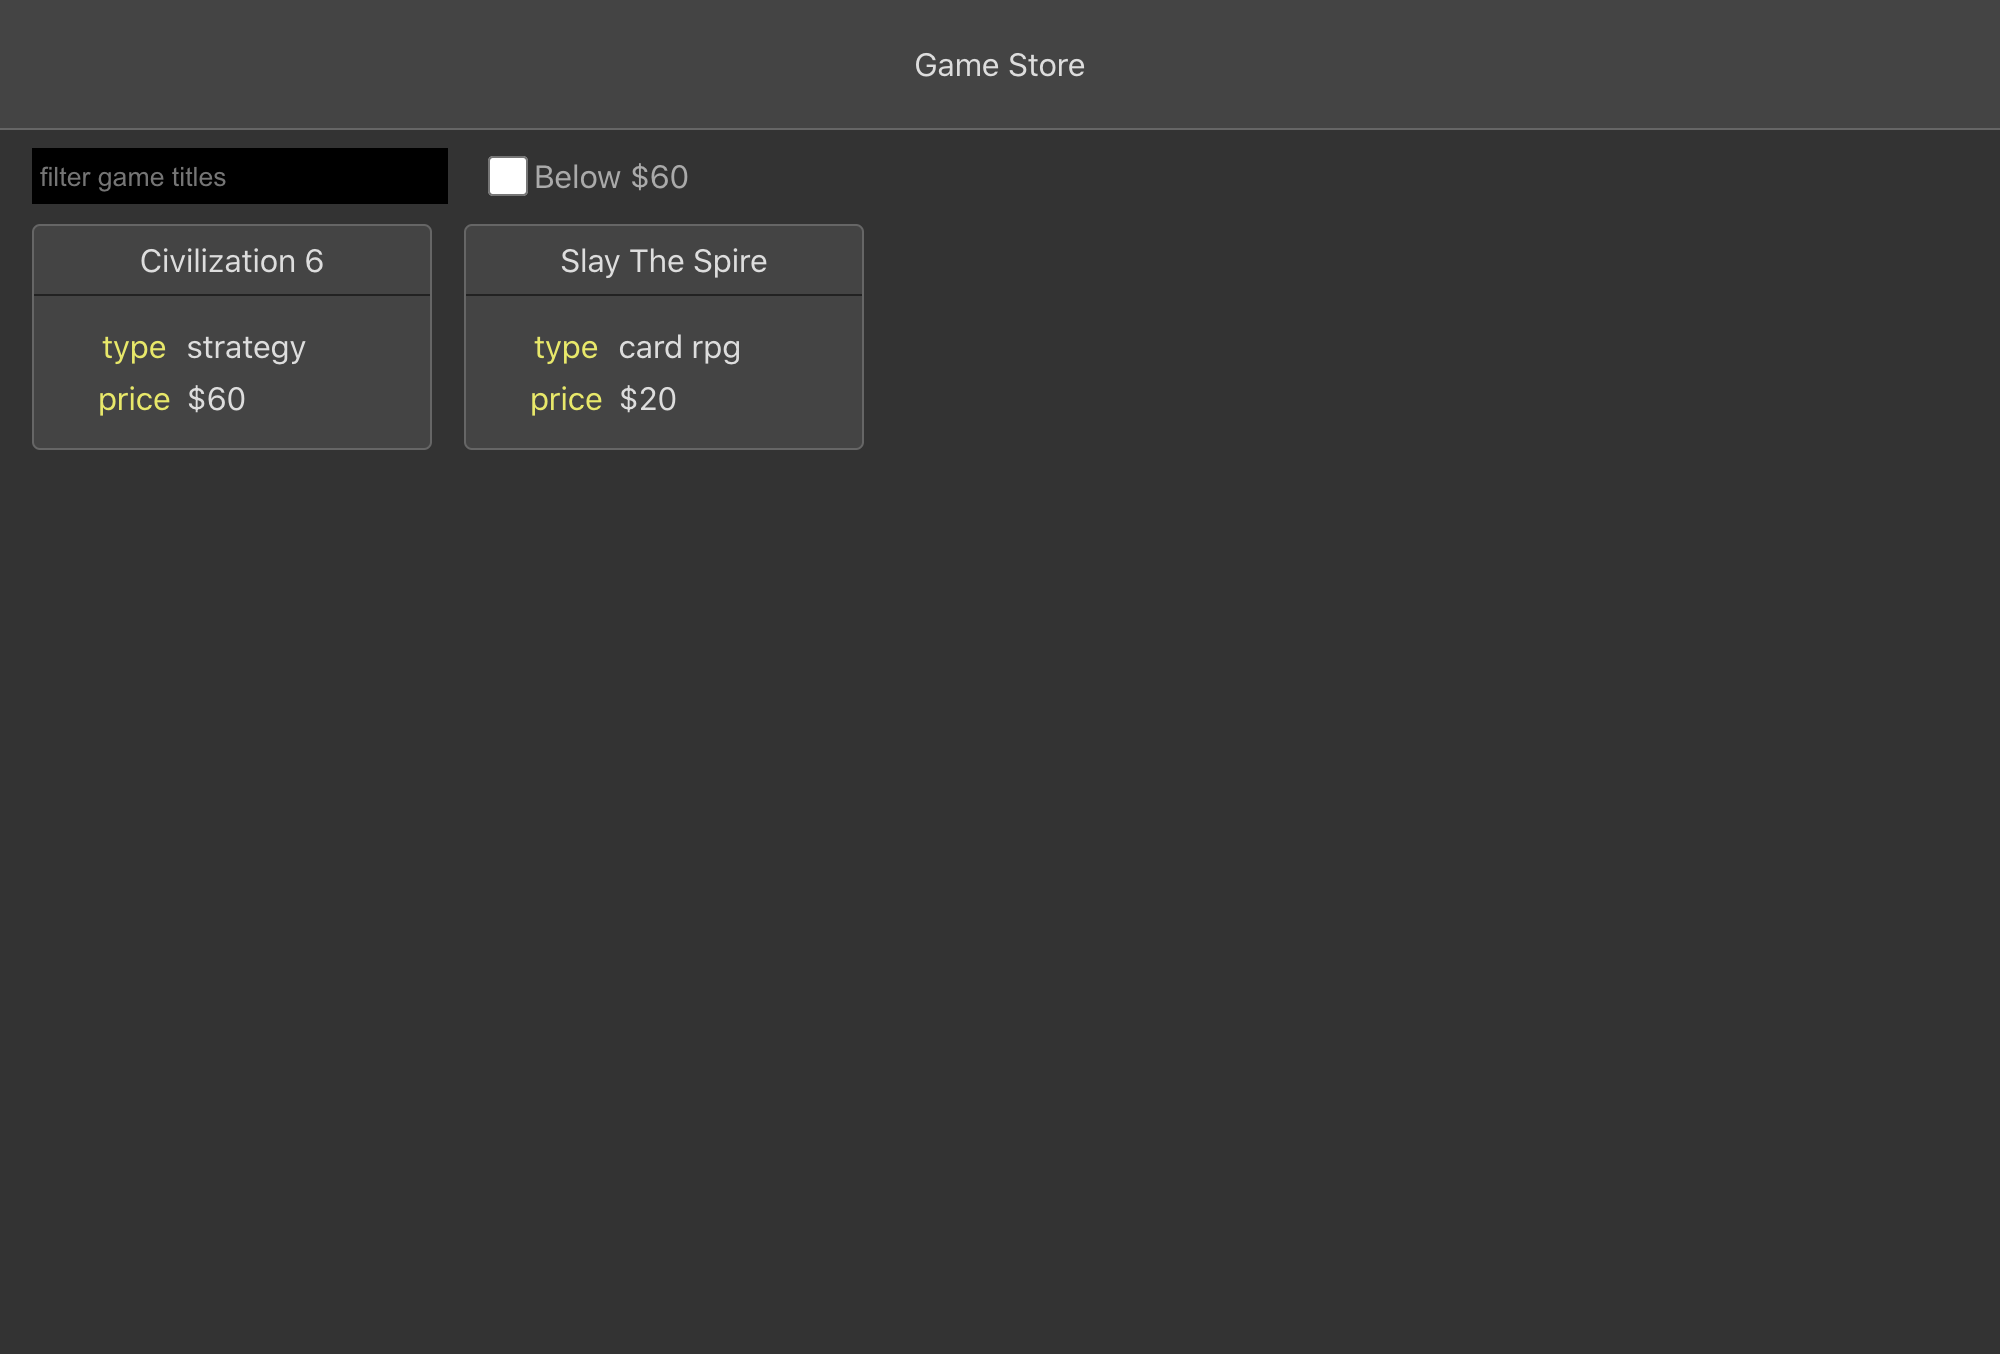 Game Store
filter game titles
Below $60
Civilization 6
type strategy
price $60
Slay The Spire
type card rpg
price $20